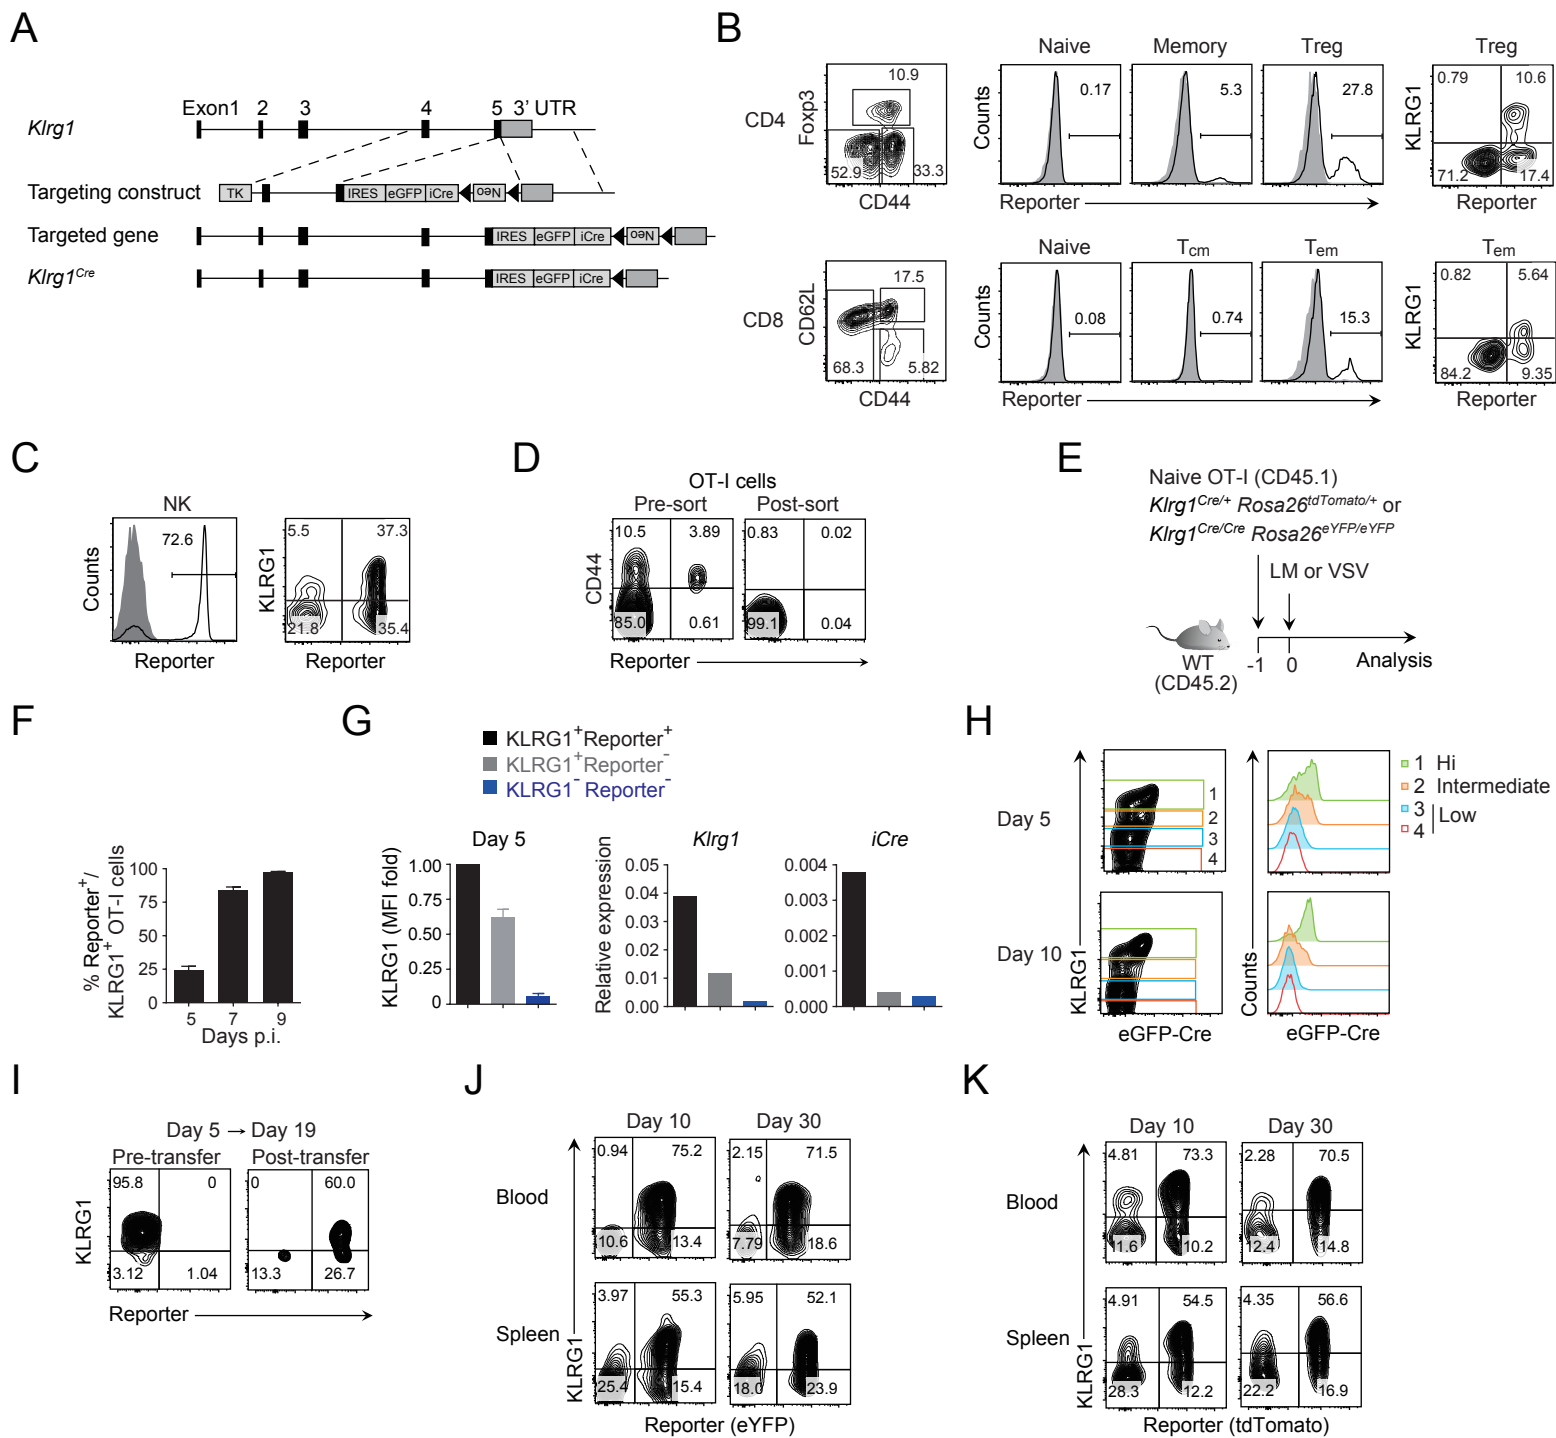 A
Exon1 2 3 4 5 3' UTR
Klrg1
Targeting construct TK IRES eGFP iCre Neo
Targeted gene IRES eGFP iCre Neo
Klrg1Cre IRES eGFP iCre
B
Naive Memory Treg Treg
CD4 Foxp3 10.9 52.9 33.3 CD44
Counts 0.17 5.3 27.8
Reporter
KLRG1 0.79 10.6 71.2 17.4
Reporter
Naive Tcm Tem Tem
CD8 CD62L 17.5 68.3 5.82 CD44
Counts 0.08 0.74 15.3
Reporter
KLRG1 0.82 5.64 84.2 9.35
Reporter
C
NK
Counts 72.6
Reporter
KLRG1 5.5 37.3 21.8 35.4
Reporter
D
OT-I cells
Pre-sort Post-sort
CD44 10.5 3.89 85.0 0.61
0.83 0.02 99.1 0.04
Reporter
E
Naive OT-I (CD45.1)
Klrg1Cre/+ Rosa26tdTomato/+ or
Klrg1Cre/Cre Rosa26eYFP/eYFP
LM or VSV
WT
(CD45.2)
-1 0 Analysis
F
% Reporter+/
KLRG1+ OT-I cells
100
75
50
25
0
5 7 9
Days p.i.
G
KLRG1+Reporter+
KLRG1+Reporter-
KLRG1-Reporter-
Day 5
KLRG1 (MFI fold)
1.00
0.75
0.50
0.25
0
Klrg1
Relative expression
0.05
0.04
0.03
0.02
0.01
0.00
iCre
0.004
0.003
0.002
0.001
0.000
H
Day 5 1 2 3 4
Day 10
KLRG1
eGFP-Cre
Counts
eGFP-Cre
1 Hi
2 Intermediate
3 Low
4
I
Day 5 → Day 19
Pre-transfer Post-transfer
KLRG1 95.8 0 3.12 1.04
0 60.0 13.3 26.7
Reporter
J
Day 10 Day 30
Blood
0.94 75.2 10.6 13.4
2.15 71.5 7.79 18.6
Spleen
3.97 55.3 25.4 15.4
5.95 52.1 18.0 23.9
KLRG1
Reporter (eYFP)
K
Day 10 Day 30
Blood
4.81 73.3 11.6 10.2
2.28 70.5 12.4 14.8
Spleen
4.91 54.5 28.3 12.2
4.35 56.6 22.2 16.9
KLRG1
Reporter (tdTomato)